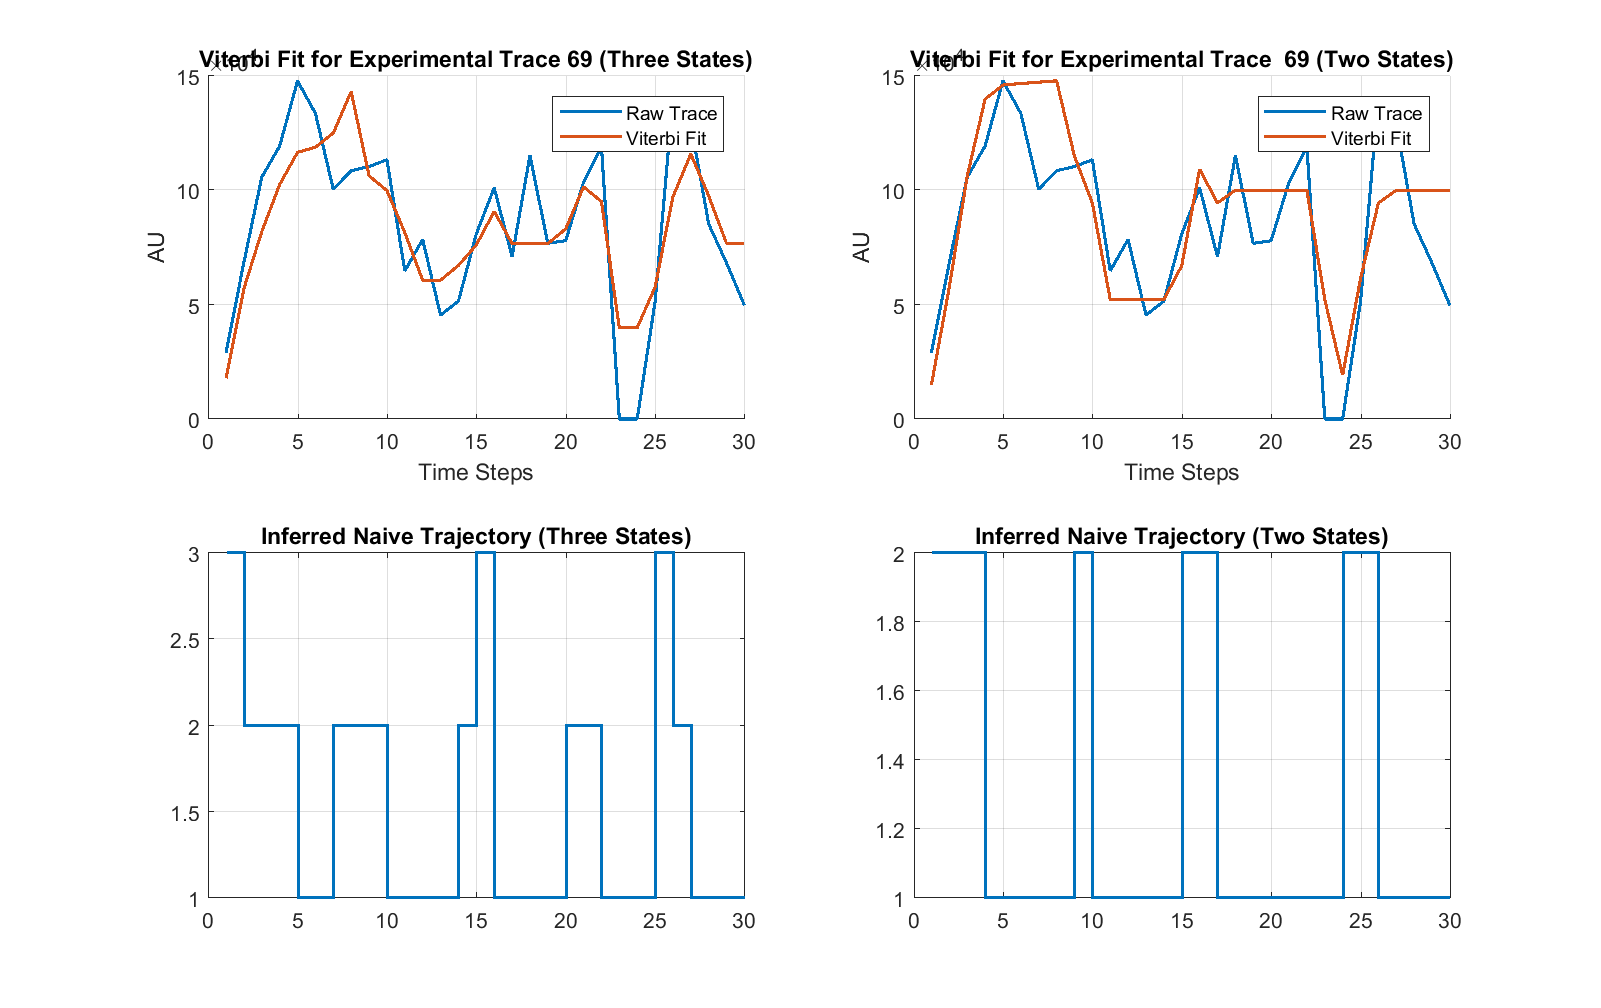 Viterbi Fit for Experimental Trace 69 (Three States)
15
10
5
0
AU
Raw Trace
Viterbi Fit
0 5 10 15 20 25 30
Time Steps
Viterbi Fit for Experimental Trace  69 (Two States)
15
10
5
0
AU
Raw Trace
Viterbi Fit
0 5 10 15 20 25 30
Time Steps
Inferred Naive Trajectory (Three States)
3
2.5
2
1.5
1
0 5 10 15 20 25 30
Inferred Naive Trajectory (Two States)
2
1.8
1.6
1.4
1.2
1
0 5 10 15 20 25 30